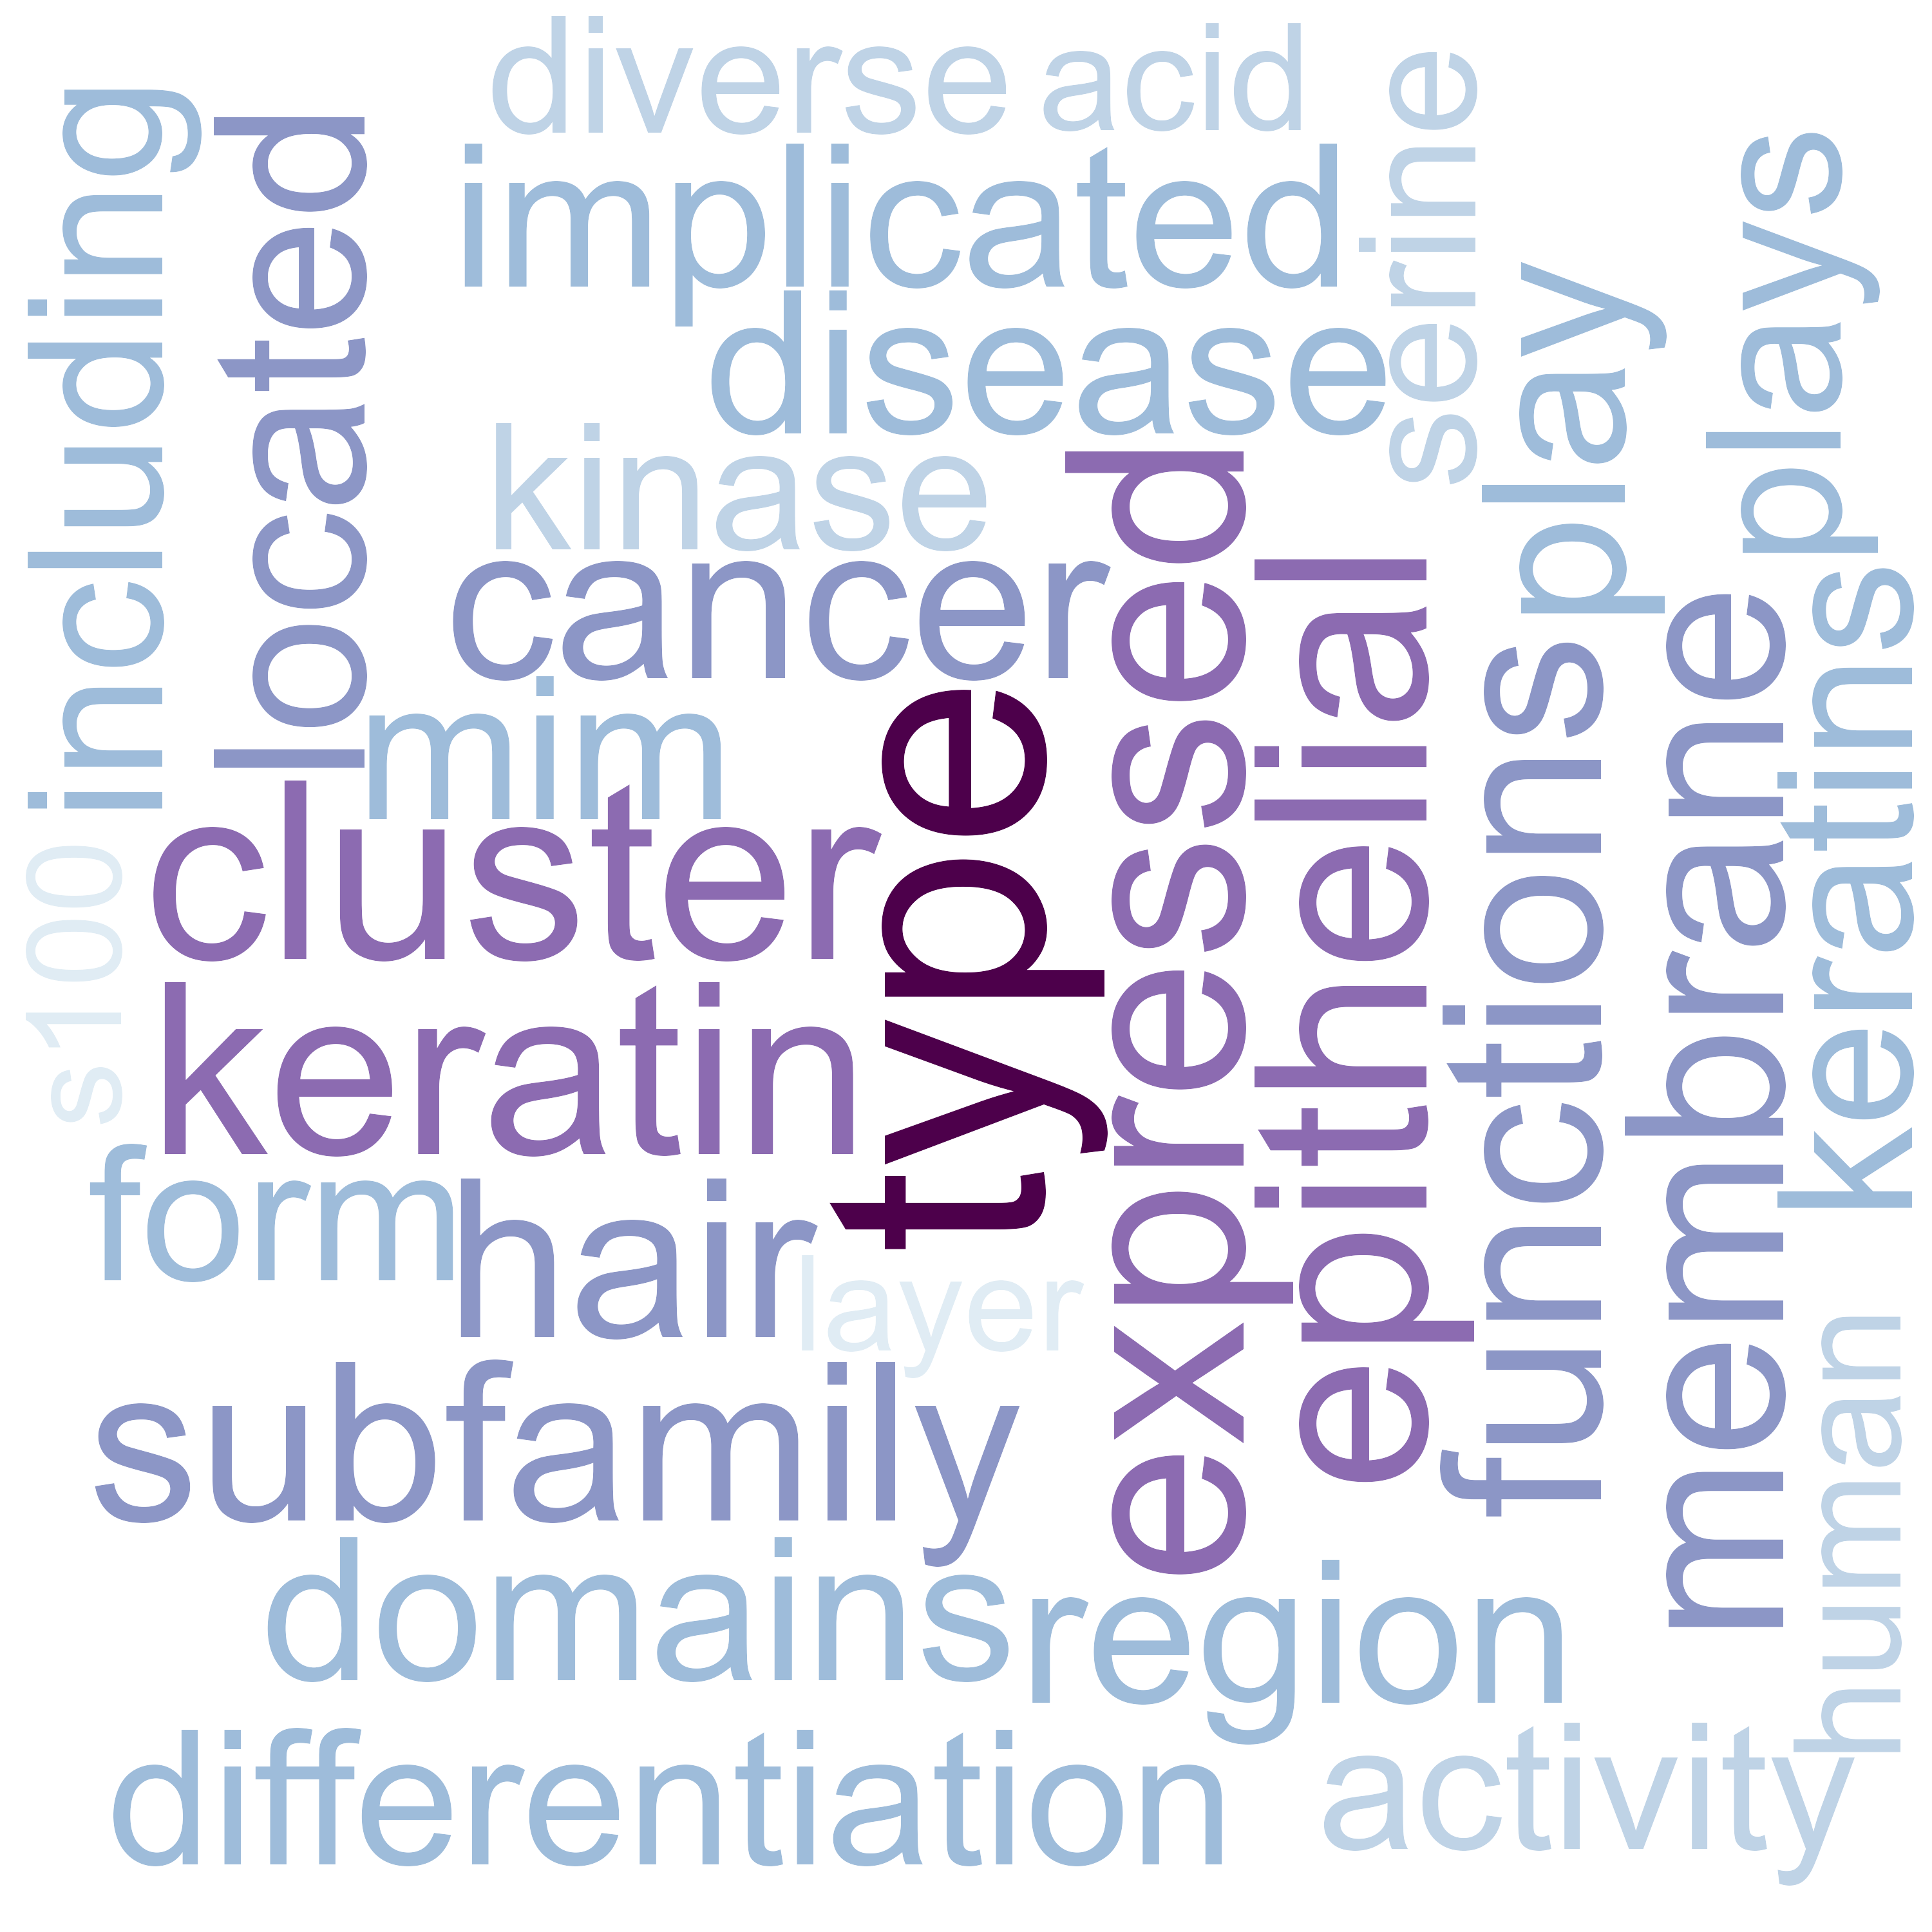 diverse acid
implicated
disease
kinase
cancer
mim
cluster
keratin
form
hair
layer
subfamily
domains
region
differentiation
activity
including
located
s100
type
expressed
epithelial
serine
play
functions
plays
membrane
keratins
human